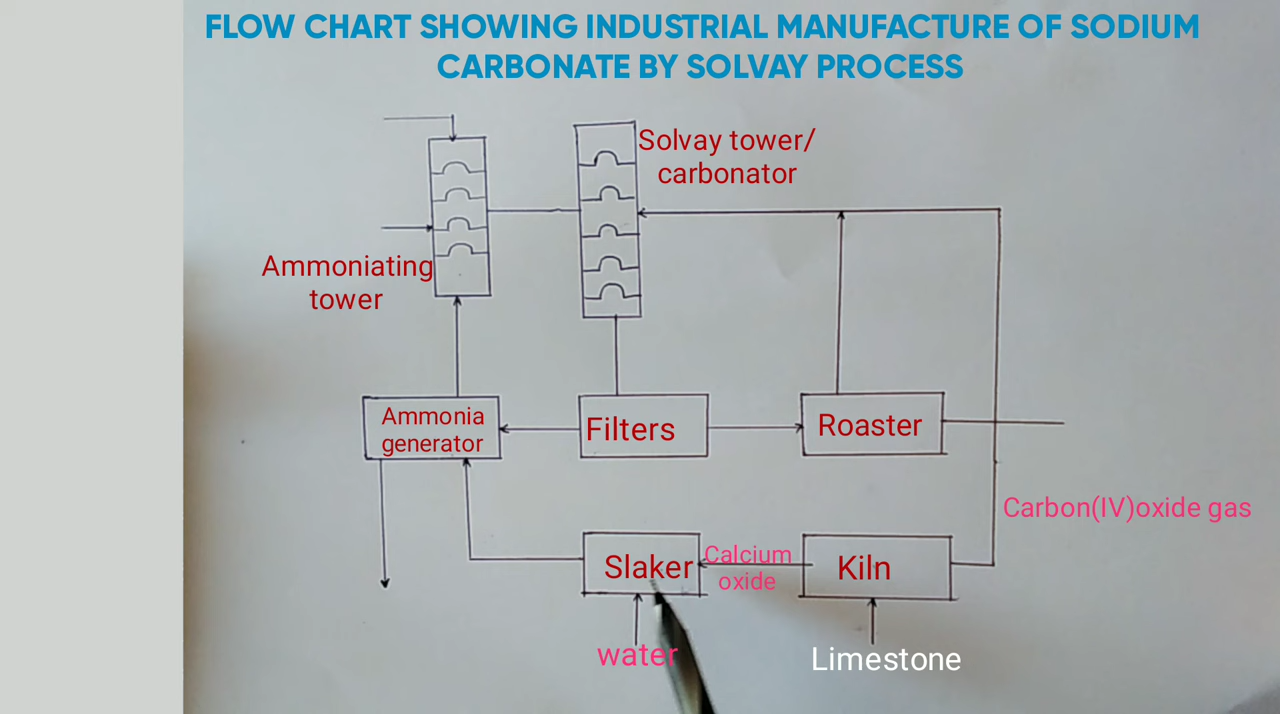 FLOW CHART SHOWING INDUSTRIAL MANUFACTURE OF SODIUM
CARBONATE BY SOLVAY PROCESS
Solvay tower/
carbonator
Ammoniating
tower
Ammonia
generator
Filters
Roaster
Carbon(IV)oxide gas
Slaker
Calcium
oxide
Kiln
water
Limestone